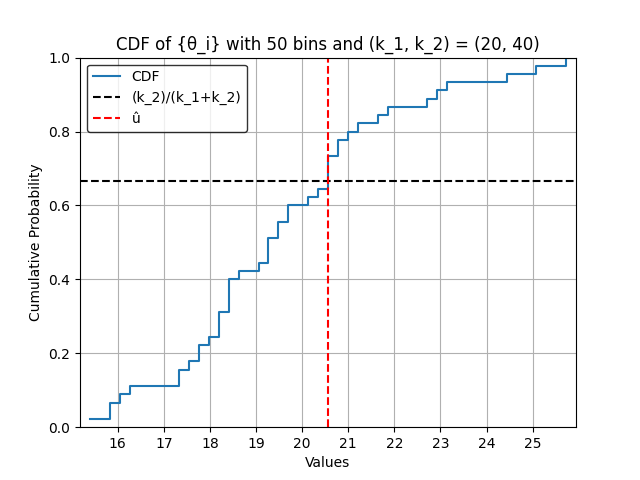 CDF of {θ_i} with 50 bins and (k_1, k_2) = (20, 40)
CDF
(k_2)/(k_1+k_2)
û
1.0
0.8
0.6
0.4
0.2
0.0
Cumulative Probability
16 17 18 19 20 21 22 23 24 25
Values